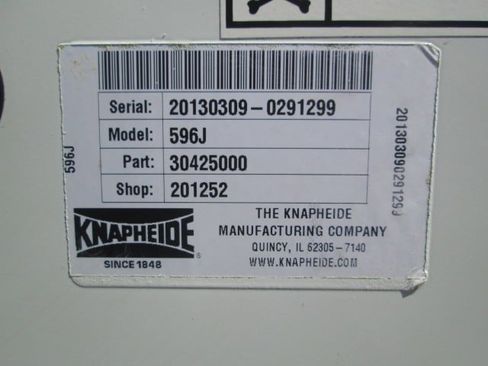 Serial: 20130309-0291299
Model: 596J
Part: 30425000
Shop: 201252
KNAPHEIDE®
SINCE 1848
THE KNAPHEIDE
MANUFACTURING COMPANY
QUINCY, IL 62305-7140
WWW.KNAPHEIDE.COM
596J
201303090291299